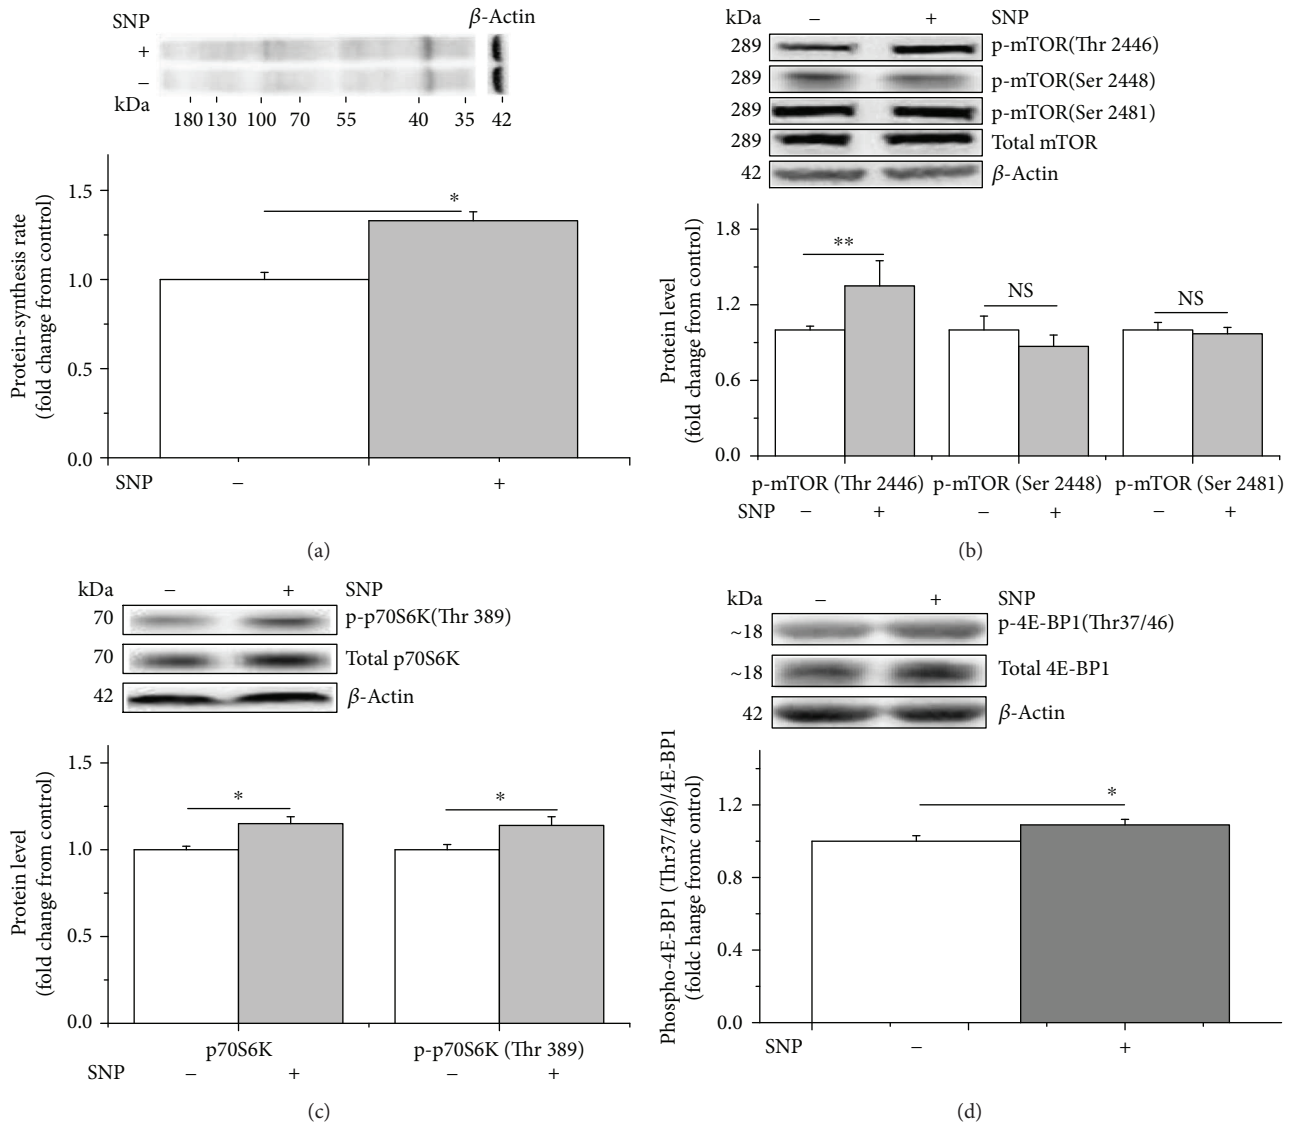 SNP
β-Actin
+
−
kDa
180 130 100 70 55 40 35 42
Protein-synthesis rate
(fold change from control)
1.5
1.0
0.5
0.0
*
SNP − +
(a)
kDa − + SNP
289 p-mTOR(Thr 2446)
289 p-mTOR(Ser 2448)
289 p-mTOR(Ser 2481)
289 Total mTOR
42 β-Actin
Protein level
(fold change from control)
1.8
1.2
0.6
0.0
** NS NS
p-mTOR (Thr 2446) p-mTOR (Ser 2448) p-mTOR (Ser 2481)
SNP − + − + − +
(b)
kDa − + SNP
70 p-p70S6K(Thr 389)
70 Total p70S6K
42 β-Actin
Protein level
(fold change from control)
1.5
1.0
0.5
0.0
* *
p70S6K p-p70S6K (Thr 389)
SNP − + − +
(c)
kDa − + SNP
~18 p-4E-BP1(Thr37/46)
~18 Total 4E-BP1
42 β-Actin
Phospho-4E-BP1 (Thr37/46)/4E-BP1
(foldc hange fromc ontrol)
1.2
0.8
0.4
0.0
*
SNP − +
(d)